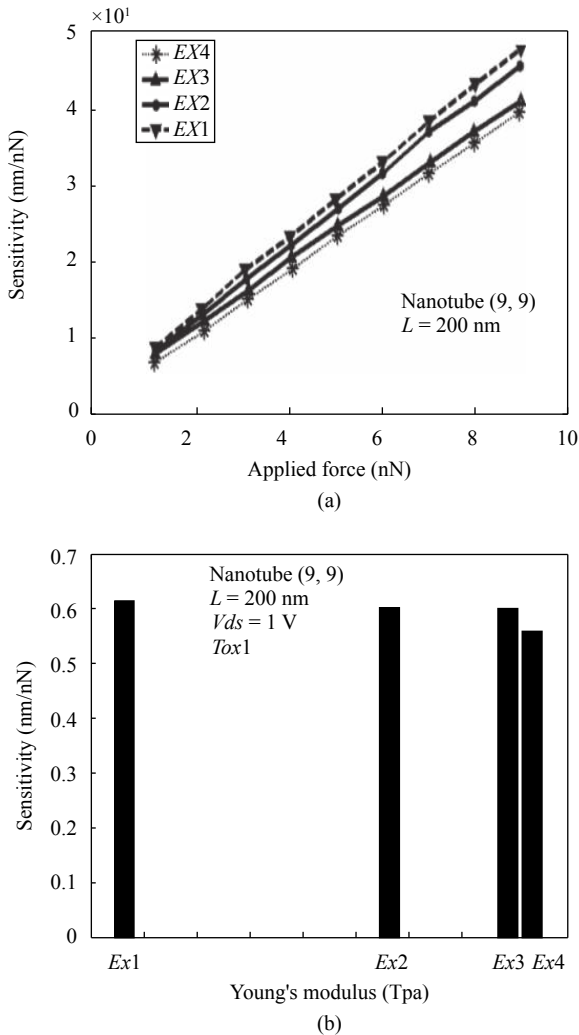 ×10¹
5
4
3
2
1
0
Sensitivity (nm/nN)
EX4
EX3
EX2
EX1
Nanotube (9, 9)
L = 200 nm
0 2 4 6 8 10
Applied force (nN)
(a)
0.7
0.6
0.5
0.4
0.3
0.2
0.1
0
Sensitivity (nm/nN)
Nanotube (9, 9)
L = 200 nm
Vds = 1 V
Tox1
Ex1 Ex2 Ex3 Ex4
Young's modulus (Tpa)
(b)